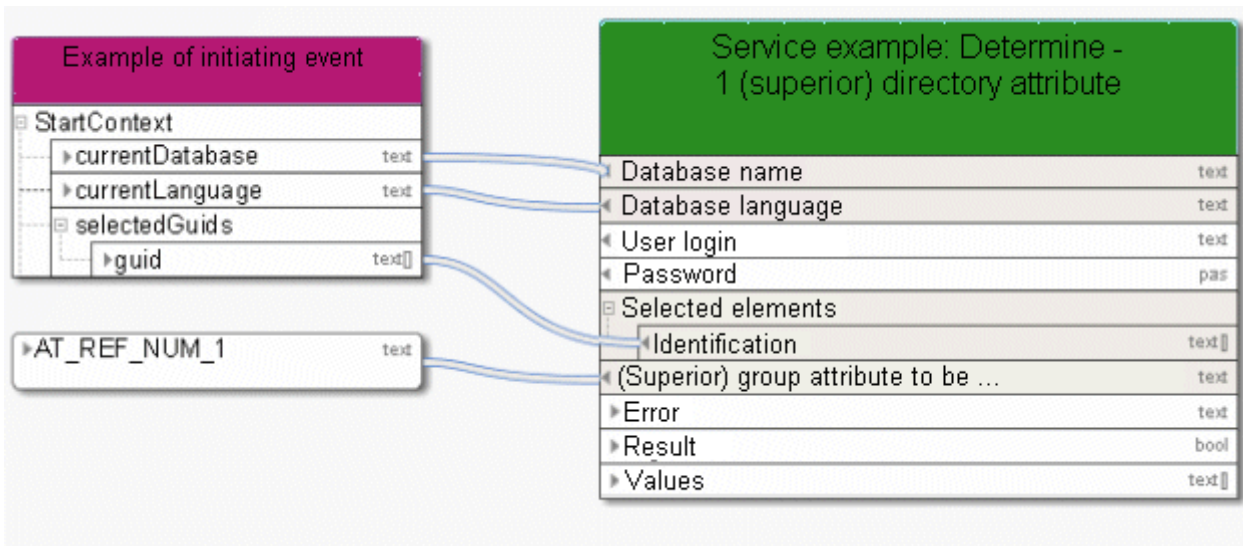 Example of initiating event
StartContext
currentDatabase text
currentLanguage text
selectedGuids
guid text[]
AT_REF_NUM_1 text
Service example: Determine -
1 (superior) directory attribute
Database name text
Database language text
User login text
Password pas
Selected elements
Identification text[]
(Superior) group attribute to be ... text
Error text
Result bool
Values text[]